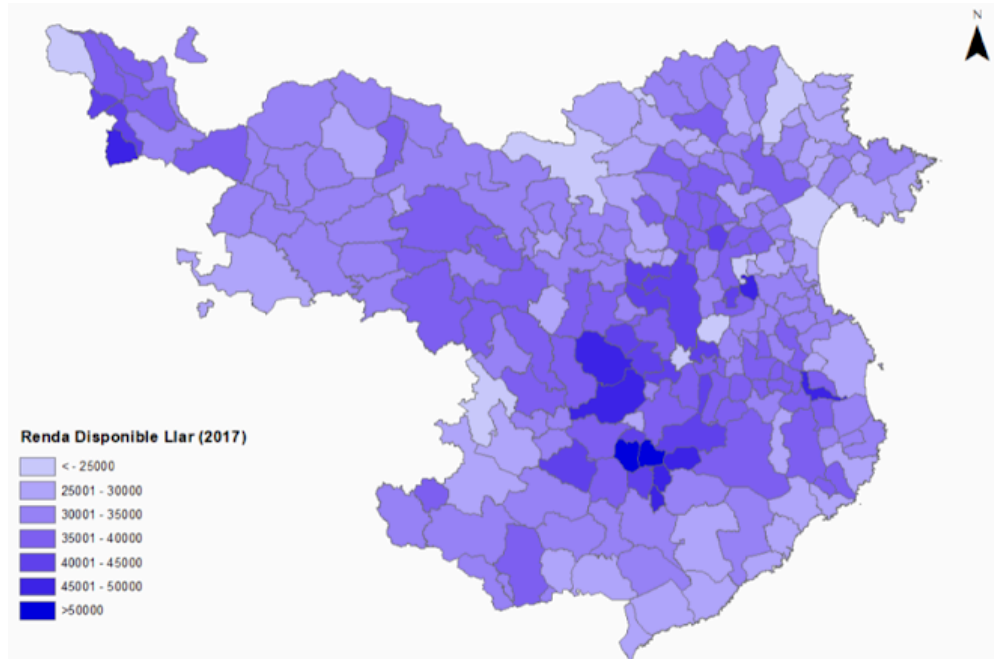 N
Renda Disponible Llar (2017)
< - 25000
25001 - 30000
30001 - 35000
35001 - 40000
40001 - 45000
45001 - 50000
>50000